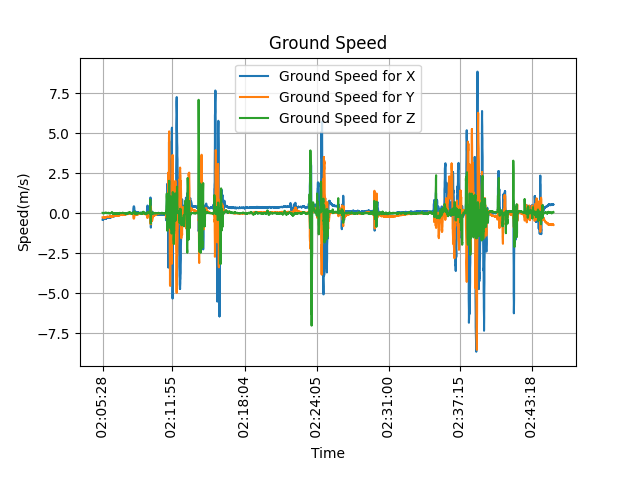 Ground Speed
Ground Speed for X
Ground Speed for Y
Ground Speed for Z
7.5
5.0
2.5
0.0
−2.5
−5.0
−7.5
Speed(m/s)
02:05:28
02:11:55
02:18:04
02:24:05
02:31:00
02:37:15
02:43:18
Time